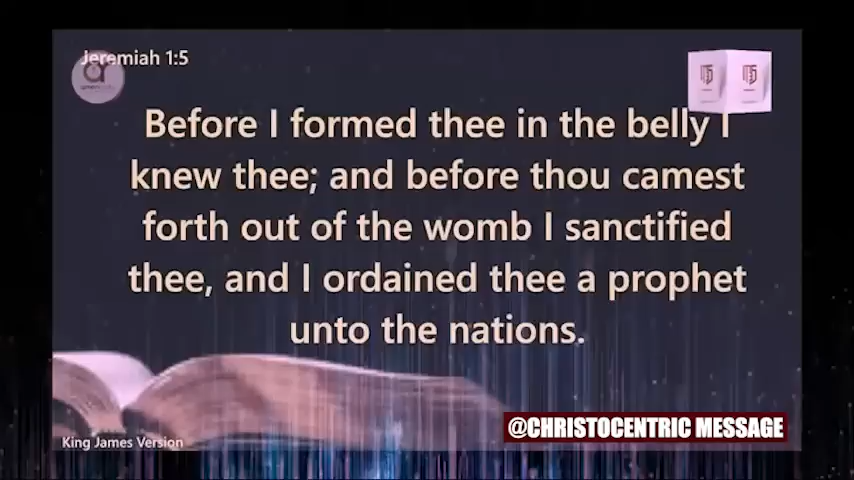 Jeremiah 1:5
Before I formed thee in the belly I
knew thee; and before thou camest
forth out of the womb I sanctified
thee, and I ordained thee a prophet
unto the nations.
@CHRISTOCENTRIC MESSAGE
King James Version